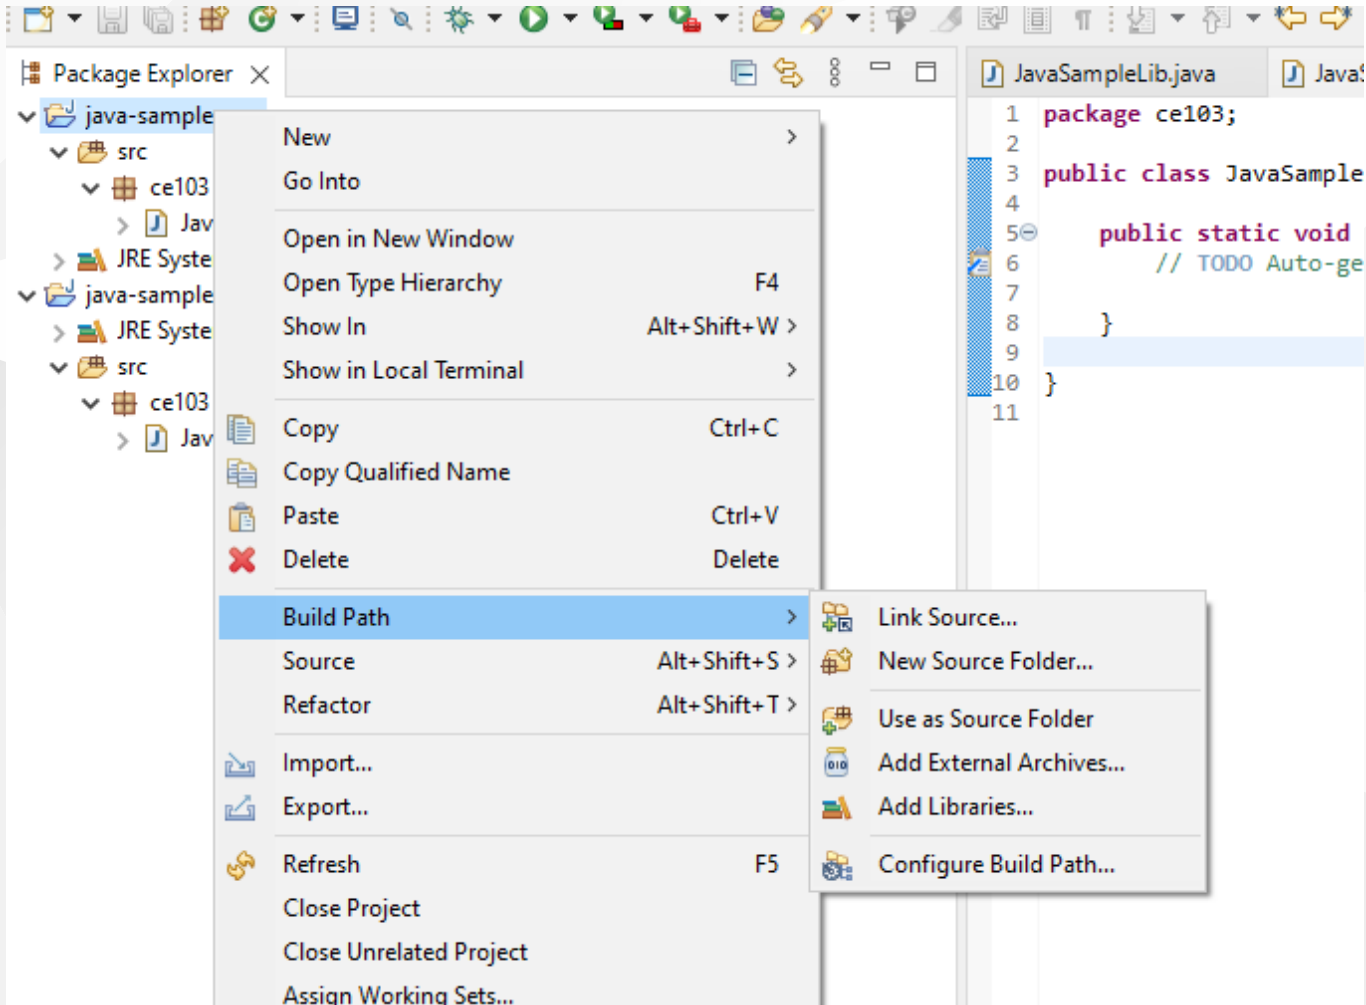 Package Explorer
java-sample
src
ce103
Jav
JRE Syste
java-sample
JRE Syste
src
ce103
Jav
New
Go Into
Open in New Window
Open Type Hierarchy F4
Show In Alt+Shift+W >
Show in Local Terminal
Copy Ctrl+C
Copy Qualified Name
Paste Ctrl+V
Delete Delete
Build Path
Source Alt+Shift+S >
Refactor Alt+Shift+T >
Import...
Export...
Refresh F5
Close Project
Close Unrelated Project
Assign Working Sets...
Link Source...
New Source Folder...
Use as Source Folder
Add External Archives...
Add Libraries...
Configure Build Path...
JavaSampleLib.java JavaS
1 package ce103;
2
3 public class JavaSample
4
5 public static void
6 // TODO Auto-ge
7
8 }
9
10 }
11